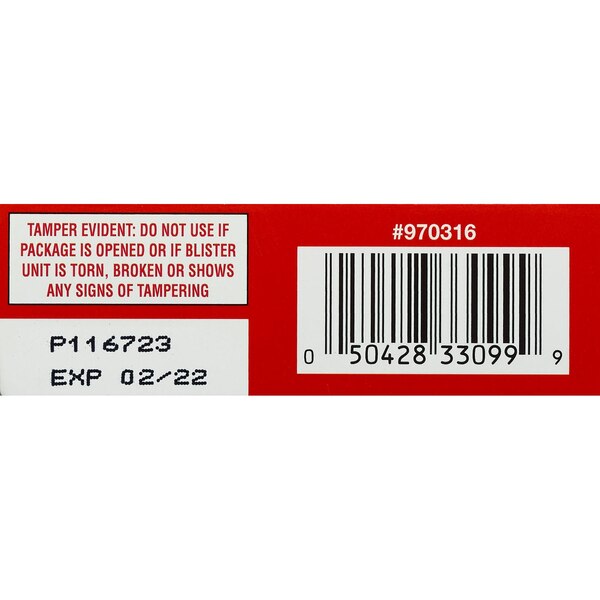 TAMPER EVIDENT: DO NOT USE IF
PACKAGE IS OPENED OR IF BLISTER
UNIT IS TORN, BROKEN OR SHOWS
ANY SIGNS OF TAMPERING
P116723
EXP 02/22
#970316
0 50428 33099 9